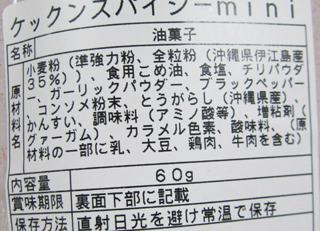 ケックンスパイシーmini
名称 油菓子
原材料名
小麦粉(準強力粉、全粒粉(沖縄県伊江島産
35%))、食用こめ油、食塩、チリパウダ
ー、ガーリックパウダー、ブラックペッパー
、コンソメ粉末、とうがらし(沖縄県産)、
かんすい、調味料(アミノ酸等)、増粘剤(
グァーガム)、カラメル色素、酸味料、(原
材料の一部に乳、大豆、鶏肉、牛肉を含む)
内容量 60g
賞味期限 裏面下部に記載
保存方法 直射日光を避け常温で保存